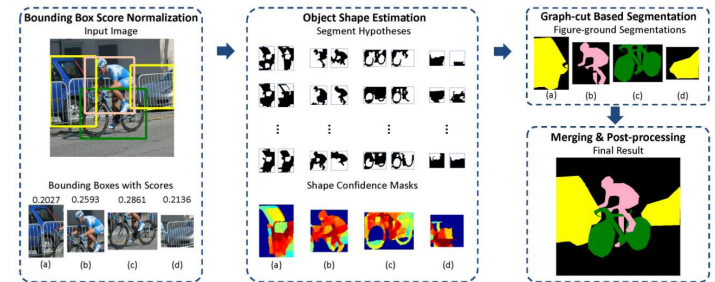 Bounding Box Score Normalization
Input Image
Bounding Boxes with Scores
0.2027 0.2593 0.2861 0.2136
(a) (b) (c) (d)
Object Shape Estimation
Segment Hypotheses
Shape Confidence Masks
(a) (b) (c) (d)
Graph-cut Based Segmentation
Figure-ground Segmentations
(a) (b) (c) (d)
Merging & Post-processing
Final Result